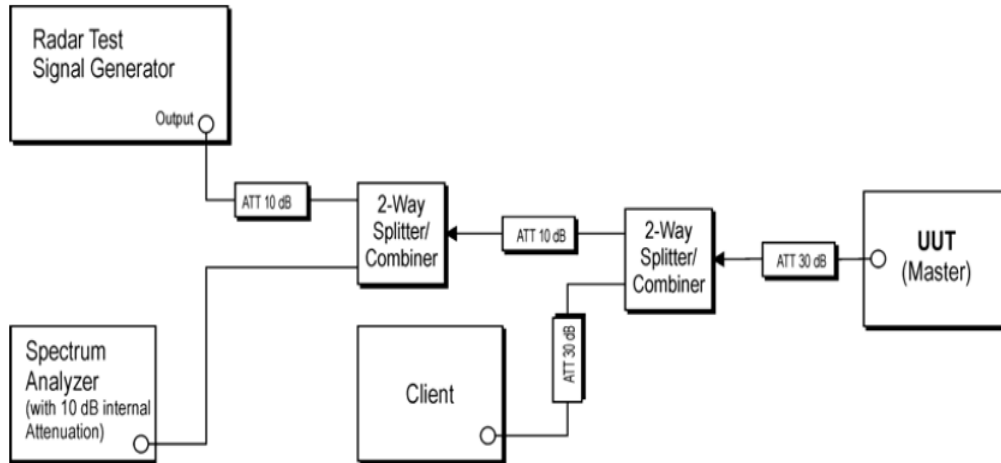 Radar Test
Signal Generator
Output
ATT 10 dB
2-Way
Splitter/
Combiner
ATT 10 dB
2-Way
Splitter/
Combiner
ATT 30 dB
UUT
(Master)
Spectrum
Analyzer
(with 10 dB internal
Attenuation)
Client
ATT 30 dB